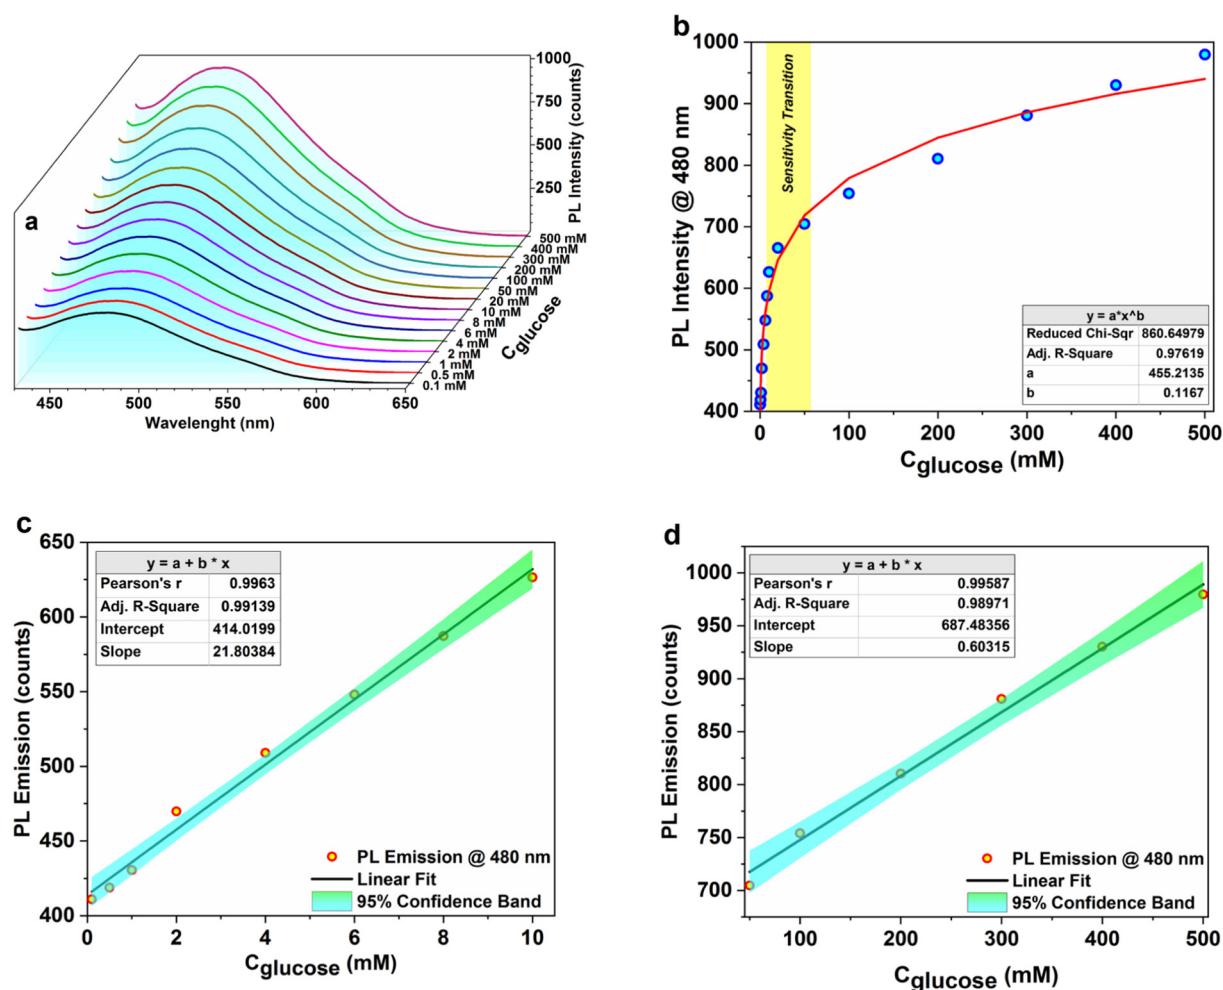 a
1000
750
500
250
PL Intensity (counts)
500 mM
400 mM
300 mM
200 mM
100 mM
50 mM
20 mM
10 mM
8 mM
6 mM
4 mM
2 mM
1 mM
0.5 mM
0.1 mM
Cglucose
450 500 550 600 650
Wavelenght (nm)
b
PL Intensity @ 480 nm
1000
900
800
700
600
500
400
Sensitivity Transition
y = a*x^b
Reduced Chi-Sqr 860.64979
Adj. R-Square 0.97619
a 455.2135
b 0.1167
0 100 200 300 400 500
Cglucose (mM)
c
PL Emission (counts)
650
600
550
500
450
400
y = a + b * x
Pearson's r 0.9963
Adj. R-Square 0.99139
Intercept 414.0199
Slope 21.80384
PL Emission @ 480 nm
Linear Fit
95% Confidence Band
0 2 4 6 8 10
Cglucose (mM)
d
PL Emission (counts)
1000
950
900
850
800
750
700
y = a + b * x
Pearson's r 0.99587
Adj. R-Square 0.98971
Intercept 687.48356
Slope 0.60315
PL Emission @ 480 nm
Linear Fit
95% Confidence Band
100 200 300 400 500
Cglucose (mM)